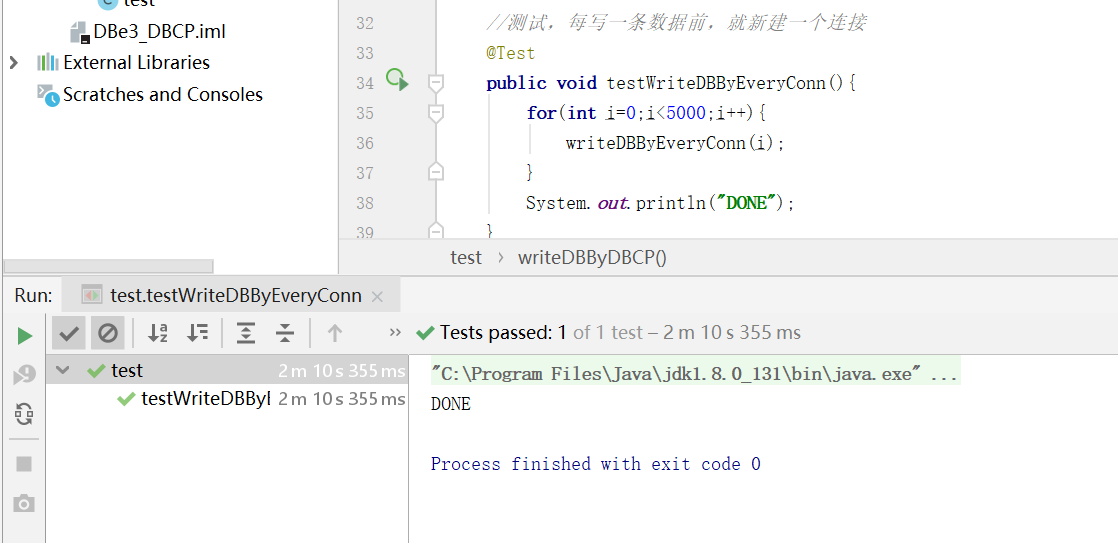 test
DBe3_DBCP.iml
External Libraries
Scratches and Consoles
32 //测试，每写一条数据前，就新建一个连接
33 @Test
34 public void testWriteDBByEveryConn(){
35 for(int i=0;i<5000;i++){
36 writeDBByEveryConn(i);
37 }
38 System.out.println("DONE");
39 }
test › writeDBByDBCP()
Run: test.testWriteDBByEveryConn ×
>> Tests passed: 1 of 1 test – 2 m 10 s 355 ms
test 2 m 10 s 355 ms
testWriteDBBy 2 m 10 s 355 ms
"C:\Program Files\Java\jdk1.8.0_131\bin\java.exe" ...
DONE
Process finished with exit code 0